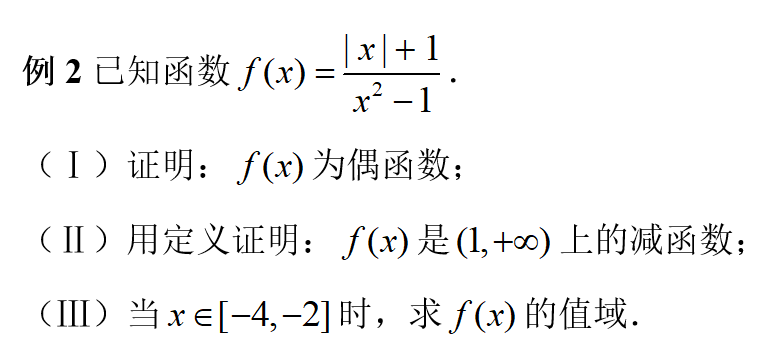 例 2 已知函数 f(x) = (|x|+1)/(x² −1) .
（Ⅰ）证明：f(x) 为偶函数；
（Ⅱ）用定义证明：f(x) 是 (1,+∞) 上的减函数；
（Ⅲ）当 x∈[−4,−2] 时，求 f(x) 的值域．